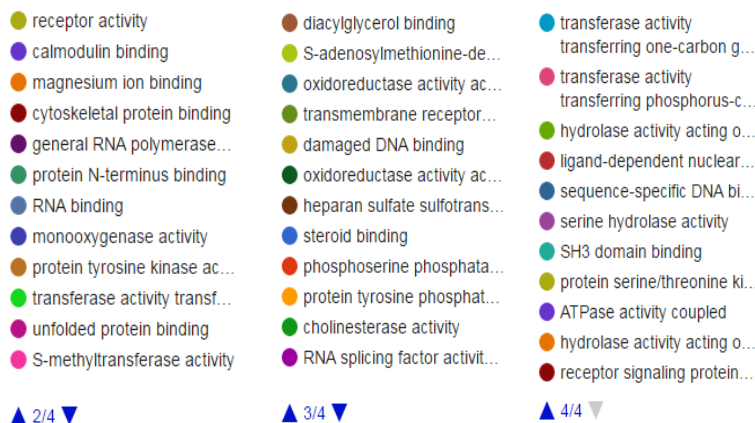 receptor activity
calmodulin binding
magnesium ion binding
cytoskeletal protein binding
general RNA polymerase...
protein N-terminus binding
RNA binding
monooxygenase activity
protein tyrosine kinase ac...
transferase activity transf...
unfolded protein binding
S-methyltransferase activity
2/4
diacylglycerol binding
S-adenosylmethionine-de...
oxidoreductase activity ac...
transmembrane receptor...
damaged DNA binding
oxidoreductase activity ac...
heparan sulfate sulfotrans...
steroid binding
phosphoserine phosphata...
protein tyrosine phosphat...
cholinesterase activity
RNA splicing factor activit...
3/4
transferase activity
transferring one-carbon g...
transferase activity
transferring phosphorus-c...
hydrolase activity acting o...
ligand-dependent nuclear...
sequence-specific DNA bi...
serine hydrolase activity
SH3 domain binding
protein serine/threonine ki...
ATPase activity coupled
hydrolase activity acting o...
receptor signaling protein...
4/4